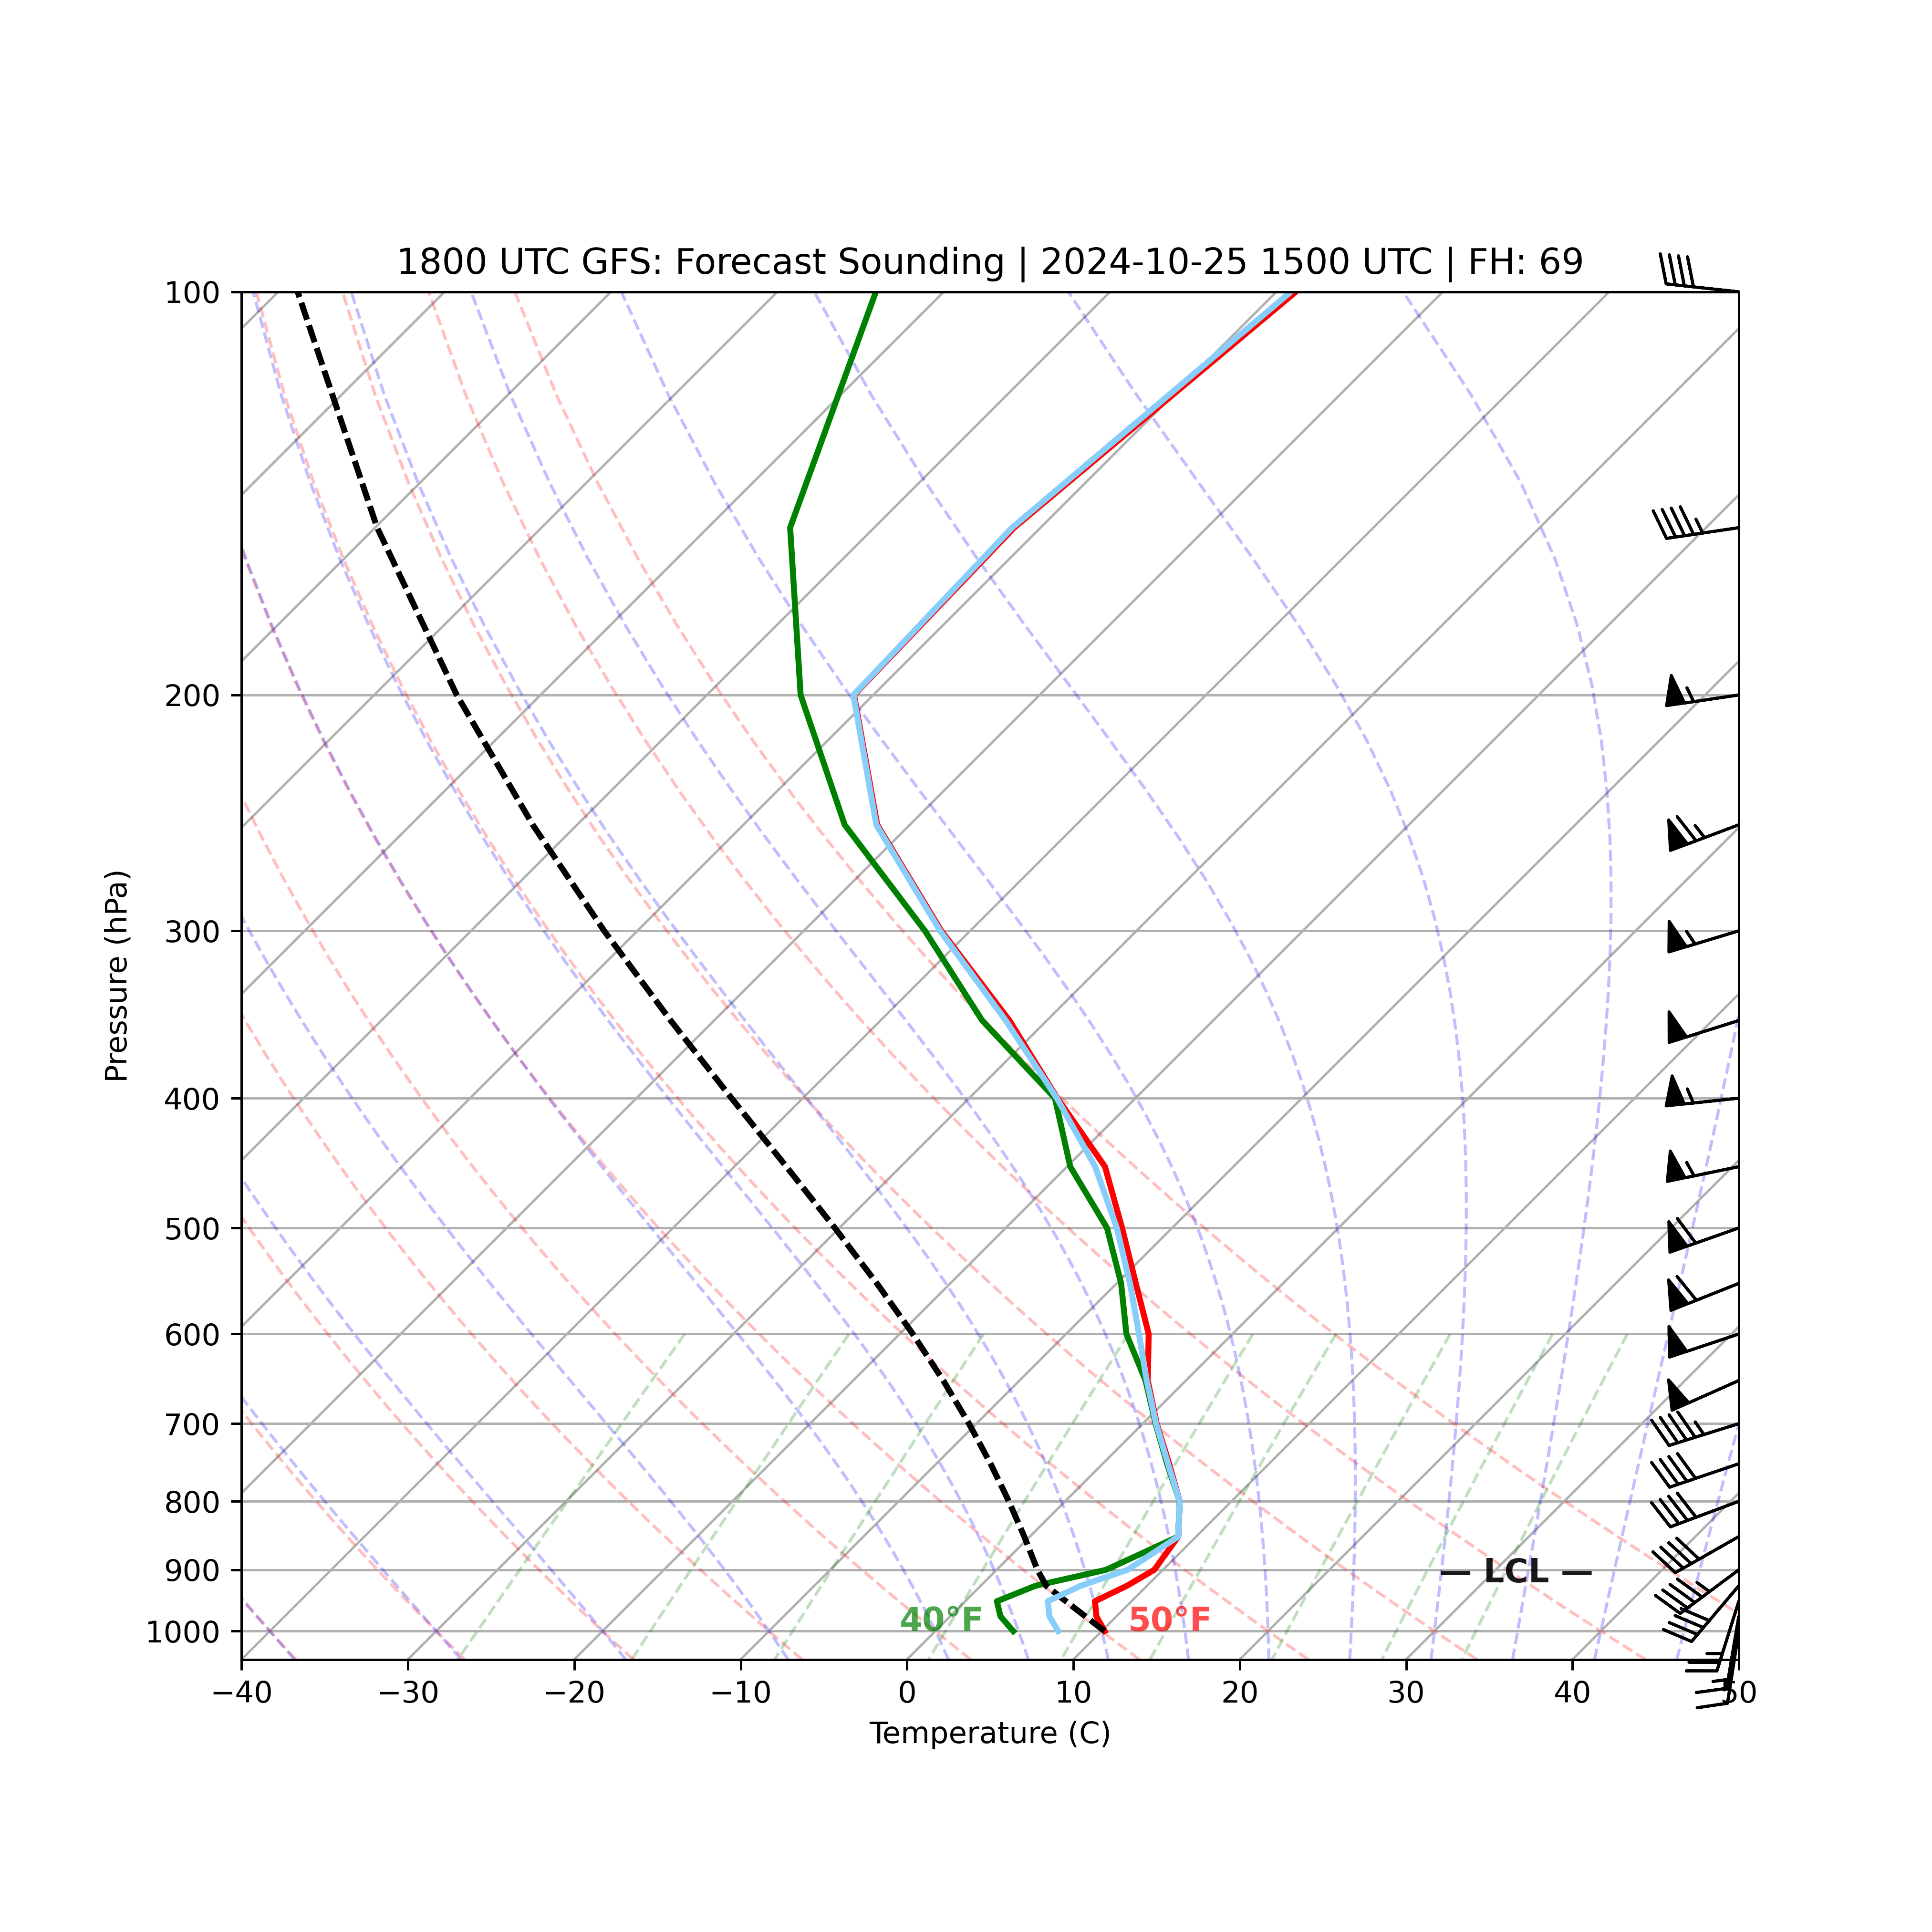 1800 UTC GFS: Forecast Sounding | 2024-10-25 1500 UTC | FH: 69
100
200
300
400
500
600
700
800
900
1000
Pressure (hPa)
— LCL —
40°F
50°F
−40 −30 −20 −10 0 10 20 30 40 50
Temperature (C)